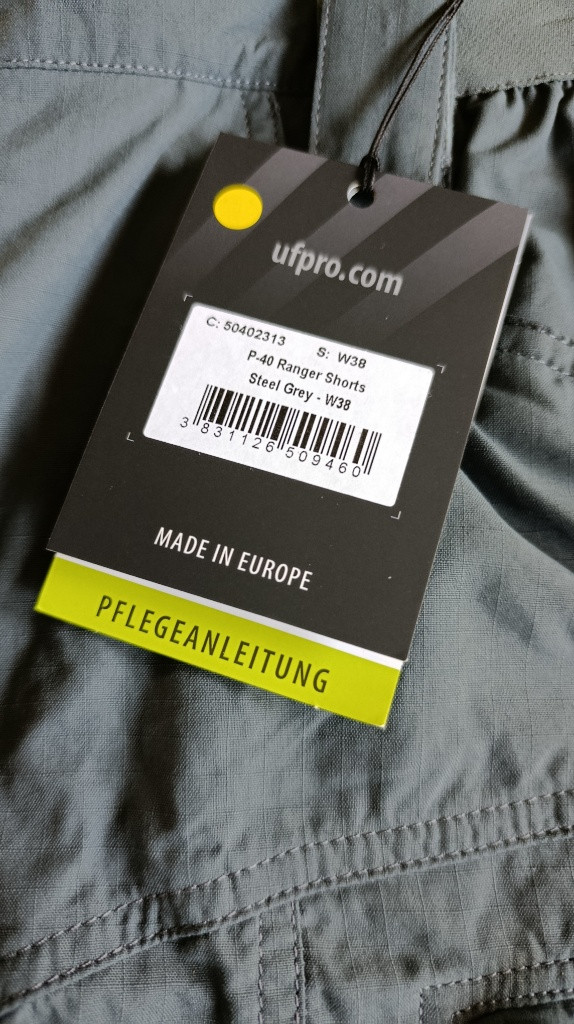 ufpro.com
C: 50402313 S: W38
P-40 Ranger Shorts
Steel Grey - W38
3 831126 509460
MADE IN EUROPE
PFLEGEANLEITUNG